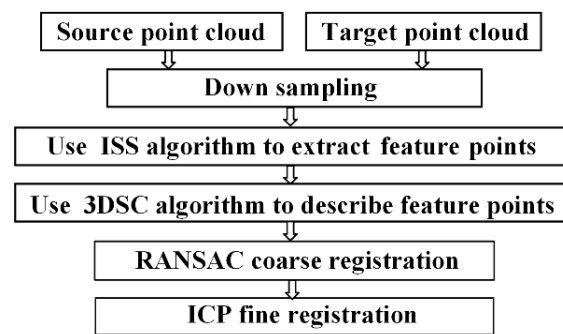 Source point cloud
Target point cloud
Down sampling
Use ISS algorithm to extract feature points
Use 3DSC algorithm to describe feature points
RANSAC coarse registration
ICP fine registration